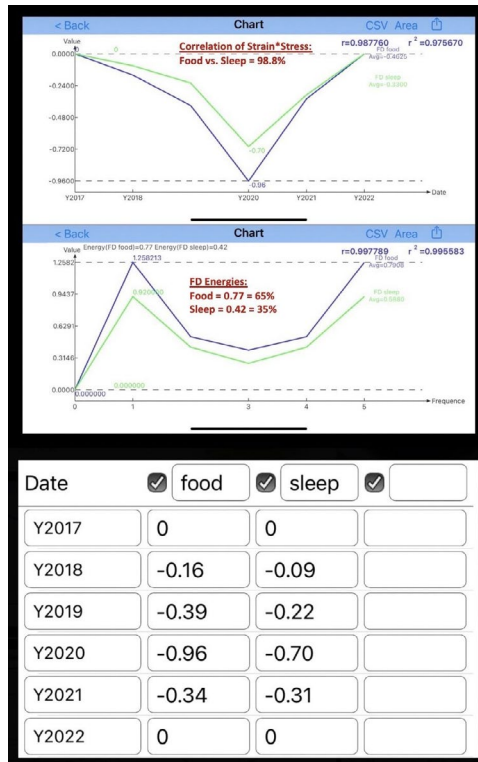 < Back Chart CSV Area
Value
Correlation of Strain*Stress:
Food vs. Sleep = 98.8%
r=0.987760 r²=0.975670
FD food
Avg=-0.4625
FD sleep
Avg=-0.3300
0
0.0000
-0.2400
-0.4800
-0.7200
-0.9600
-0.70
-0.96
Y2017 Y2018 Y2020 Y2021 Y2022
Date
< Back Chart CSV Area
Value Energy(FD food)=0.77 Energy(FD sleep)=0.42
r=0.997789 r²=0.995583
FD food
Avg=0.7008
FD sleep
1.258213
1.2582
0.9437
0.6291
0.3146
0.0000
FD Energies:
Food = 0.77 = 65%
Sleep = 0.42 = 35%
0.000000
0.000000
0 1 3 4 5
Frequence
Date food sleep
Y2017 0 0
Y2018 -0.16 -0.09
Y2019 -0.39 -0.22
Y2020 -0.96 -0.70
Y2021 -0.34 -0.31
Y2022 0 0